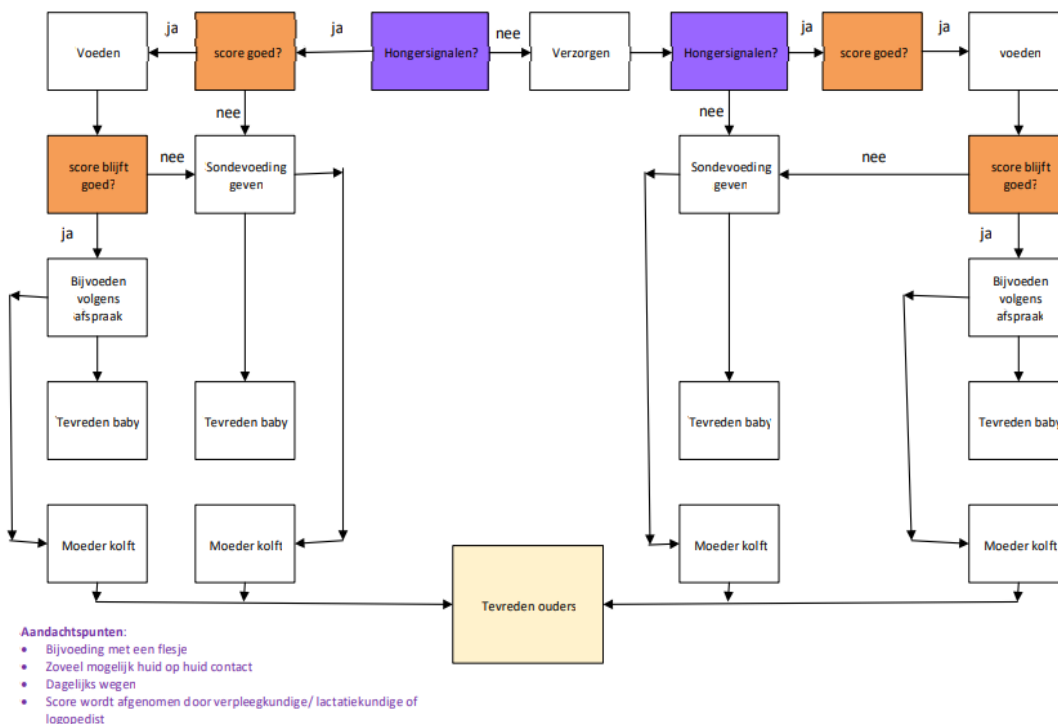 ja
ja
nee
ja
ja
Voeden
score goed?
Hongersignalen?
Verzorgen
Hongersignalen?
score goed?
voeden
nee
nee
score blijft
goed?
nee
Sondevoeding
geven
Sondevoeding
geven
nee
score blijft
goed?
ja
ja
Bijvoeden
volgens
afspraak
Bijvoeden
volgens
afspraak
Tevreden baby
Tevreden baby
Tevreden baby
Tevreden baby
Moeder kolft
Moeder kolft
Moeder kolft
Moeder kolft
Tevreden ouders
Aandachtspunten:
• Bijvoeding met een flesje
• Zoveel mogelijk huid op huid contact
• Dagelijks wegen
• Score wordt afgenomen door verpleegkundige/ lactatiekundige of
logopedist